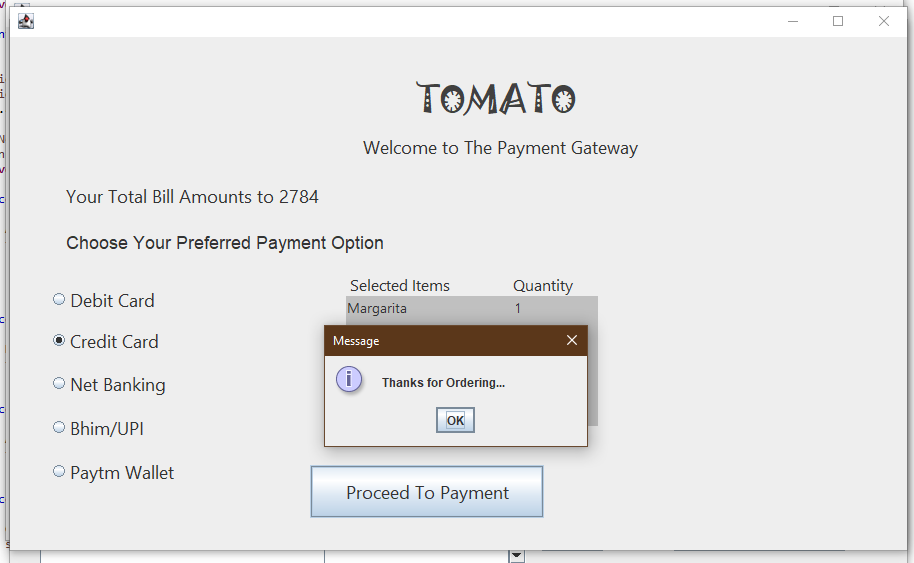 TOMATO
Welcome to The Payment Gateway
Your Total Bill Amounts to 2784
Choose Your Preferred Payment Option
Selected Items Quantity
Margarita 1
Debit Card
Credit Card
Net Banking
Bhim/UPI
Paytm Wallet
Message
Thanks for Ordering...
OK
Proceed To Payment